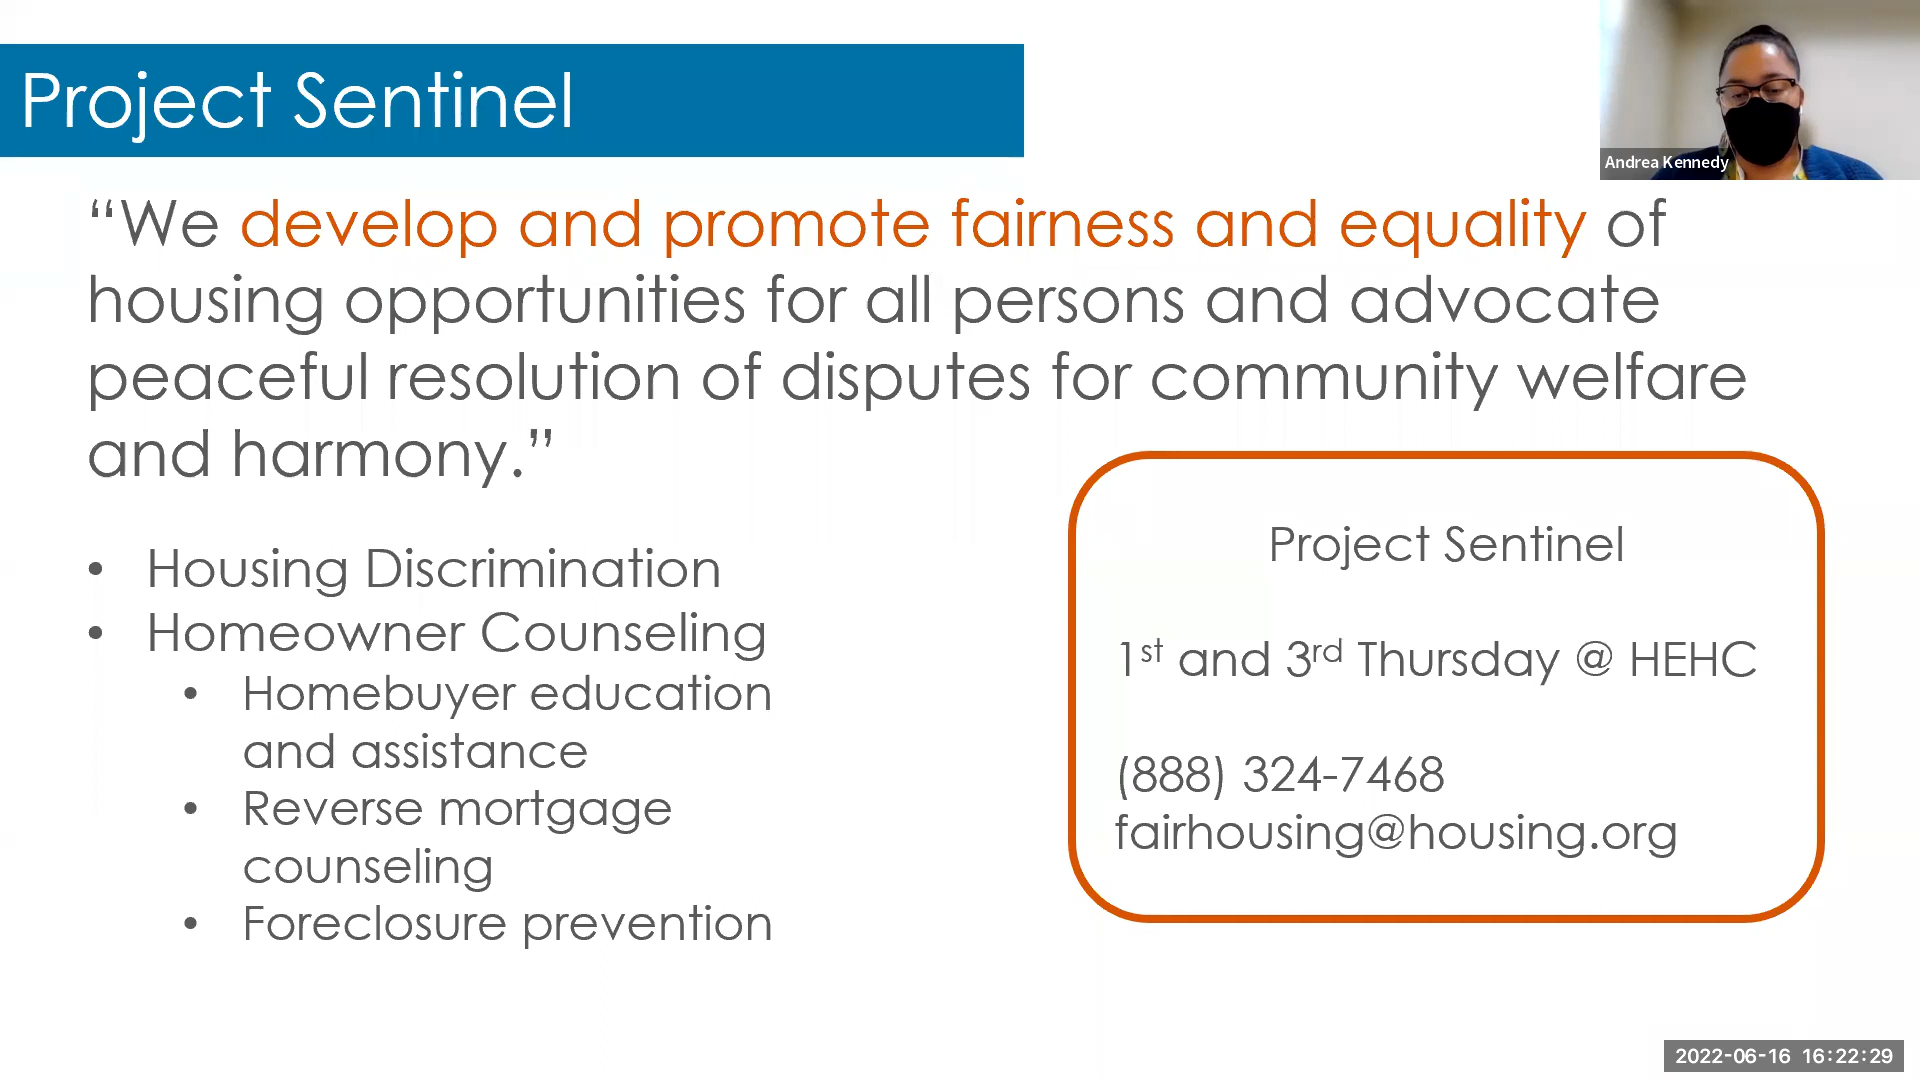 Project Sentinel
Andrea Kennedy
“We develop and promote fairness and equality of
housing opportunities for all persons and advocate
peaceful resolution of disputes for community welfare
and harmony.”
• Housing Discrimination
• Homeowner Counseling
• Homebuyer education
and assistance
• Reverse mortgage
counseling
• Foreclosure prevention
Project Sentinel
1st and 3rd Thursday @ HEHC
(888) 324-7468
fairhousing@housing.org
2022-06-16 16:22:29